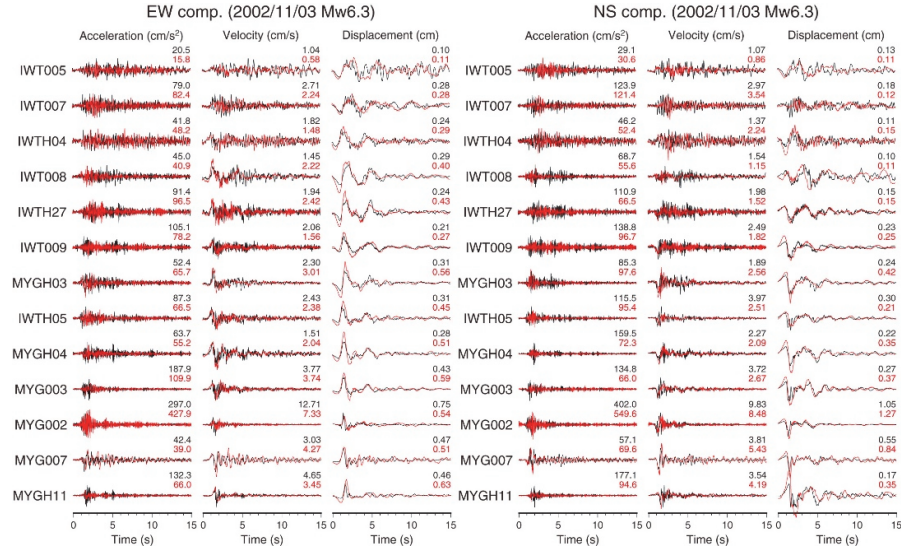 EW comp. (2002/11/03 Mw6.3)
Acceleration (cm/s²) Velocity (cm/s) Displacement (cm)
20.5 1.04 0.10
IWT005 15.8 0.58 0.11
79.0 2.71 0.28
IWT007 82.4 2.24 0.28
41.8 1.82 0.24
IWTH04 48.2 1.48 0.29
45.0 1.45 0.29
IWT008 40.9 2.22 0.40
91.4 1.94 0.24
IWTH27 96.5 2.42 0.43
105.1 2.06 0.21
IWT009 78.2 1.56 0.27
52.4 2.30 0.31
MYGH03 65.7 3.01 0.56
87.3 2.43 0.31
IWTH05 66.5 2.38 0.45
63.7 1.51 0.28
MYGH04 55.2 2.04 0.51
187.9 3.77 0.43
MYG003 109.9 3.74 0.59
297.0 12.71 0.75
MYG002 427.9 7.33 0.54
42.4 3.03 0.47
MYG007 39.0 4.27 0.51
132.3 4.65 0.46
MYGH11 66.0 3.45 0.63
0 5 10 15 0 5 10 15 0 5 10 15
Time (s) Time (s) Time (s)
NS comp. (2002/11/03 Mw6.3)
Acceleration (cm/s²) Velocity (cm/s) Displacement (cm)
29.1 1.07 0.13
IWT005 30.6 0.86 0.11
123.9 2.97 0.18
IWT007 121.4 3.54 0.12
46.2 1.37 0.11
IWTH04 52.4 2.24 0.15
68.7 1.54 0.10
IWT008 55.6 1.15 0.11
110.9 1.98 0.15
IWTH27 66.5 1.52 0.15
138.8 2.49 0.23
IWT009 96.7 1.82 0.25
85.3 1.89 0.24
MYGH03 97.6 2.56 0.42
115.5 3.97 0.30
IWTH05 95.4 2.51 0.21
159.5 2.27 0.22
MYGH04 72.3 2.09 0.35
134.8 3.72 0.27
MYG003 66.0 2.67 0.37
402.0 9.83 1.05
MYG002 549.6 8.48 1.27
57.1 3.81 0.55
MYG007 69.6 5.43 0.84
177.1 3.54 0.17
MYGH11 94.6 4.19 0.35
0 5 10 15 0 5 10 15 0 5 10 15
Time (s) Time (s) Time (s)